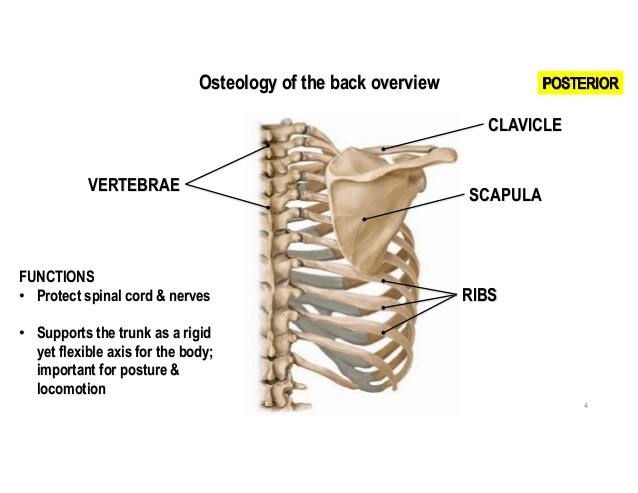 Osteology of the back overview
POSTERIOR
CLAVICLE
VERTEBRAE
SCAPULA
FUNCTIONS
• Protect spinal cord & nerves
RIBS
• Supports the trunk as a rigid
yet flexible axis for the body;
important for posture &
locomotion
4